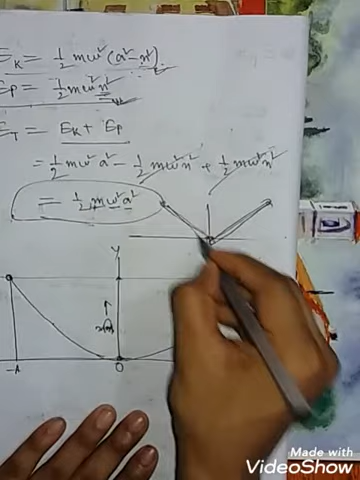 E_K = ½ mω² (a²-x²).
E_P = ½ mω²x²
E_T = E_K + E_P
= ½ mω²a² - ½ mω²x² + ½ mω²x²
= ½ mω²a²
Y
-A
O
Made with
VideoShow